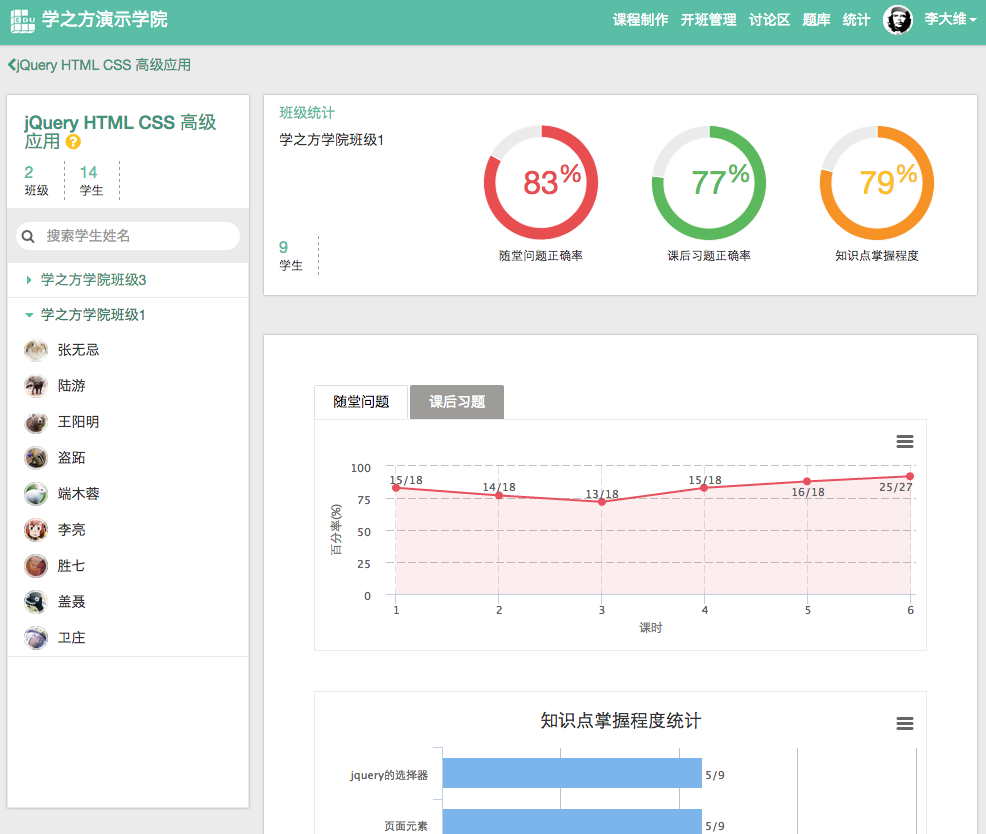 EDU 学之方演示学院
课程制作 开班管理 讨论区 题库 统计 李大维
jQuery HTML CSS 高级应用
jQuery HTML CSS 高级
应用 ?
2 14
班级 学生
搜索学生姓名
学之方学院班级3
学之方学院班级1
张无忌
陆游
王阳明
盗跖
端木蓉
李亮
胜七
盖聂
卫庄
班级统计
学之方学院班级1
9
学生
83%
随堂问题正确率
77%
课后习题正确率
79%
知识点掌握程度
随堂问题 课后习题
百分率(%)
100
75
50
25
0
15/18 14/18 13/18 15/18 16/18 25/27
1 2 3 4 5 6
课时
知识点掌握程度统计
jquery的选择器 5/9
页面元素 5/9